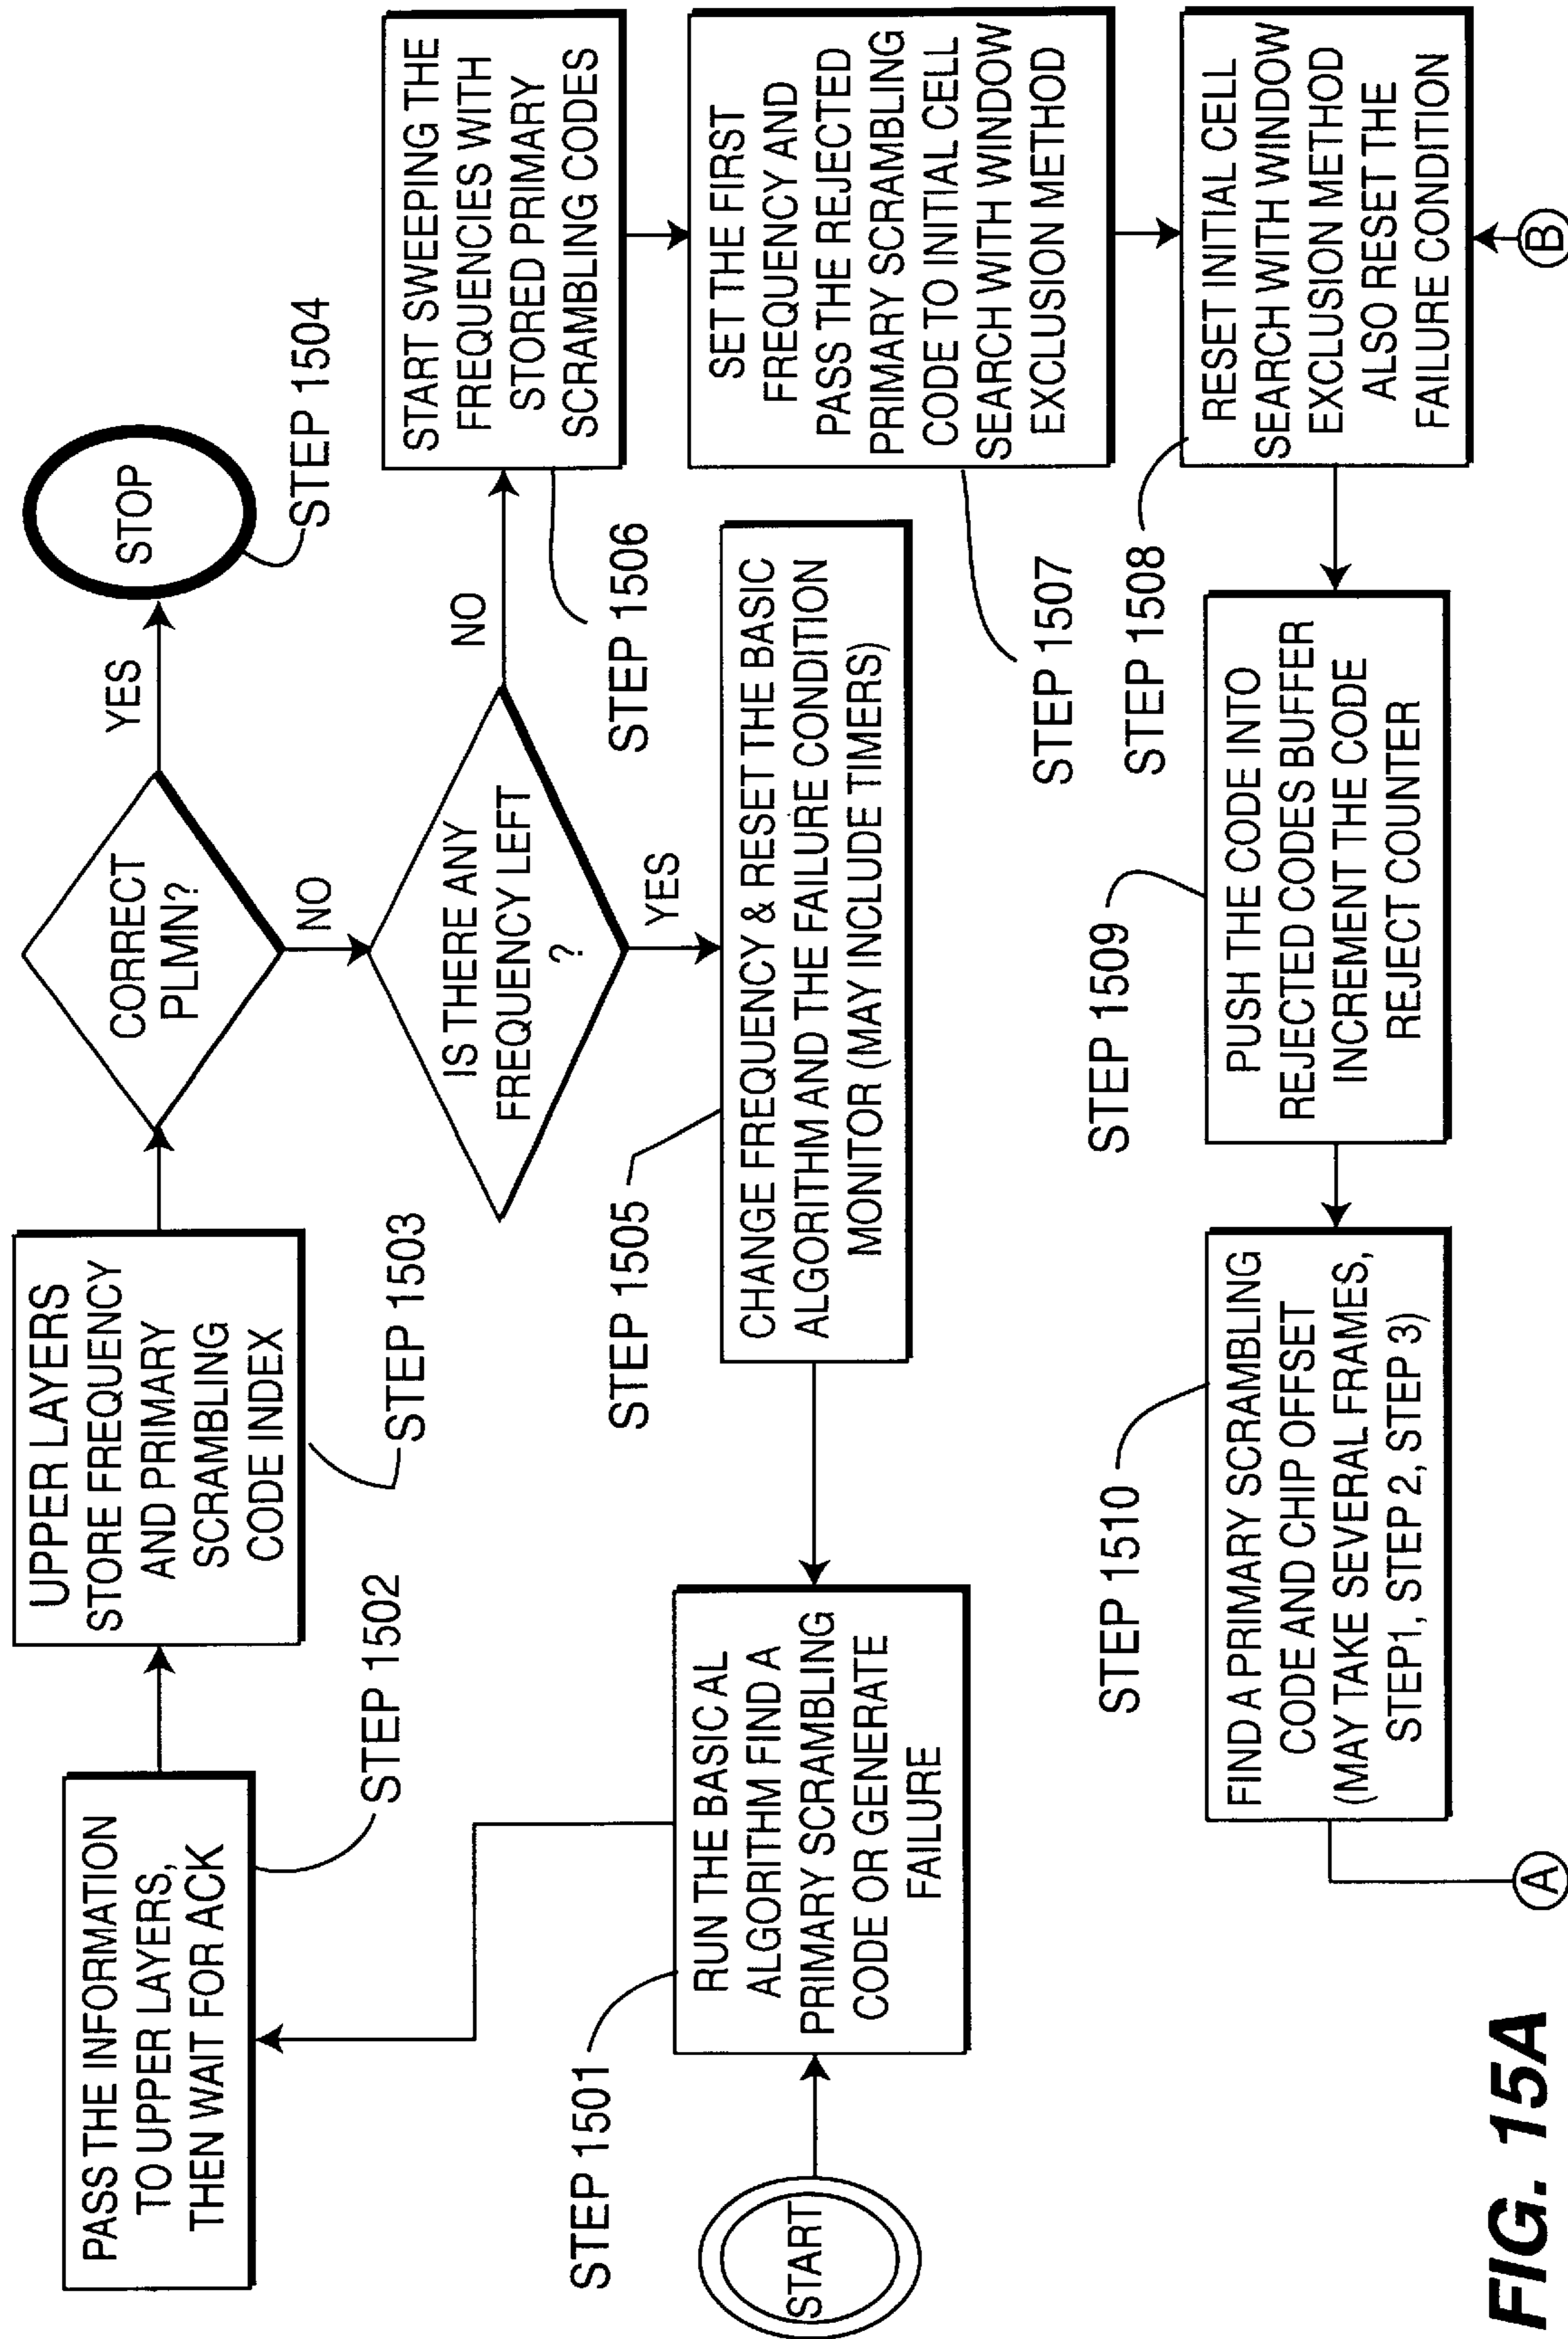 START
STEP 1501
RUN THE BASICAL
ALGORITHM FIND A
PRIMARY SCRAMBLING
CODE OR GENERATE
FAILURE
PASS THE INFORMATION
TO UPPER LAYERS,
THEN WAIT FOR ACK
STEP 1502
UPPER LAYERS
STORE FREQUENCY
AND PRIMARY
SCRAMBLING
CODE INDEX
STEP 1503
CORRECT
PLMN?
YES
STOP
STEP 1504
NO
IS THERE ANY
FREQUENCY LEFT
?
YES
NO
STEP 1505
CHANGE FREQUENCY & RESET THE BASIC
ALGORITHM AND THE FAILURE CONDITION
MONITOR (MAY INCLUDE TIMERS)
START SWEEPING THE
FREQUENCIES WITH
STORED PRIMARY
SCRAMBLING CODES
STEP 1506
SET THE FIRST
FREQUENCY AND
PASS THE REJECTED
PRIMARY SCRAMBLING
CODE TO INITIAL CELL
SEARCH WITH WINDOW
EXCLUSION METHOD
STEP 1507
RESET INITIAL CELL
SEARCH WITH WINDOW
EXCLUSION METHOD
ALSO RESET THE
FAILURE CONDITION
STEP 1508
B
STEP 1509
PUSH THE CODE INTO
REJECTED CODES BUFFER
INCREMENT THE CODE
REJECT COUNTER
STEP 1510
FIND A PRIMARY SCRAMBLING
CODE AND CHIP OFFSET
(MAY TAKE SEVERAL FRAMES,
STEP1, STEP 2, STEP 3)
A
FIG. 15A